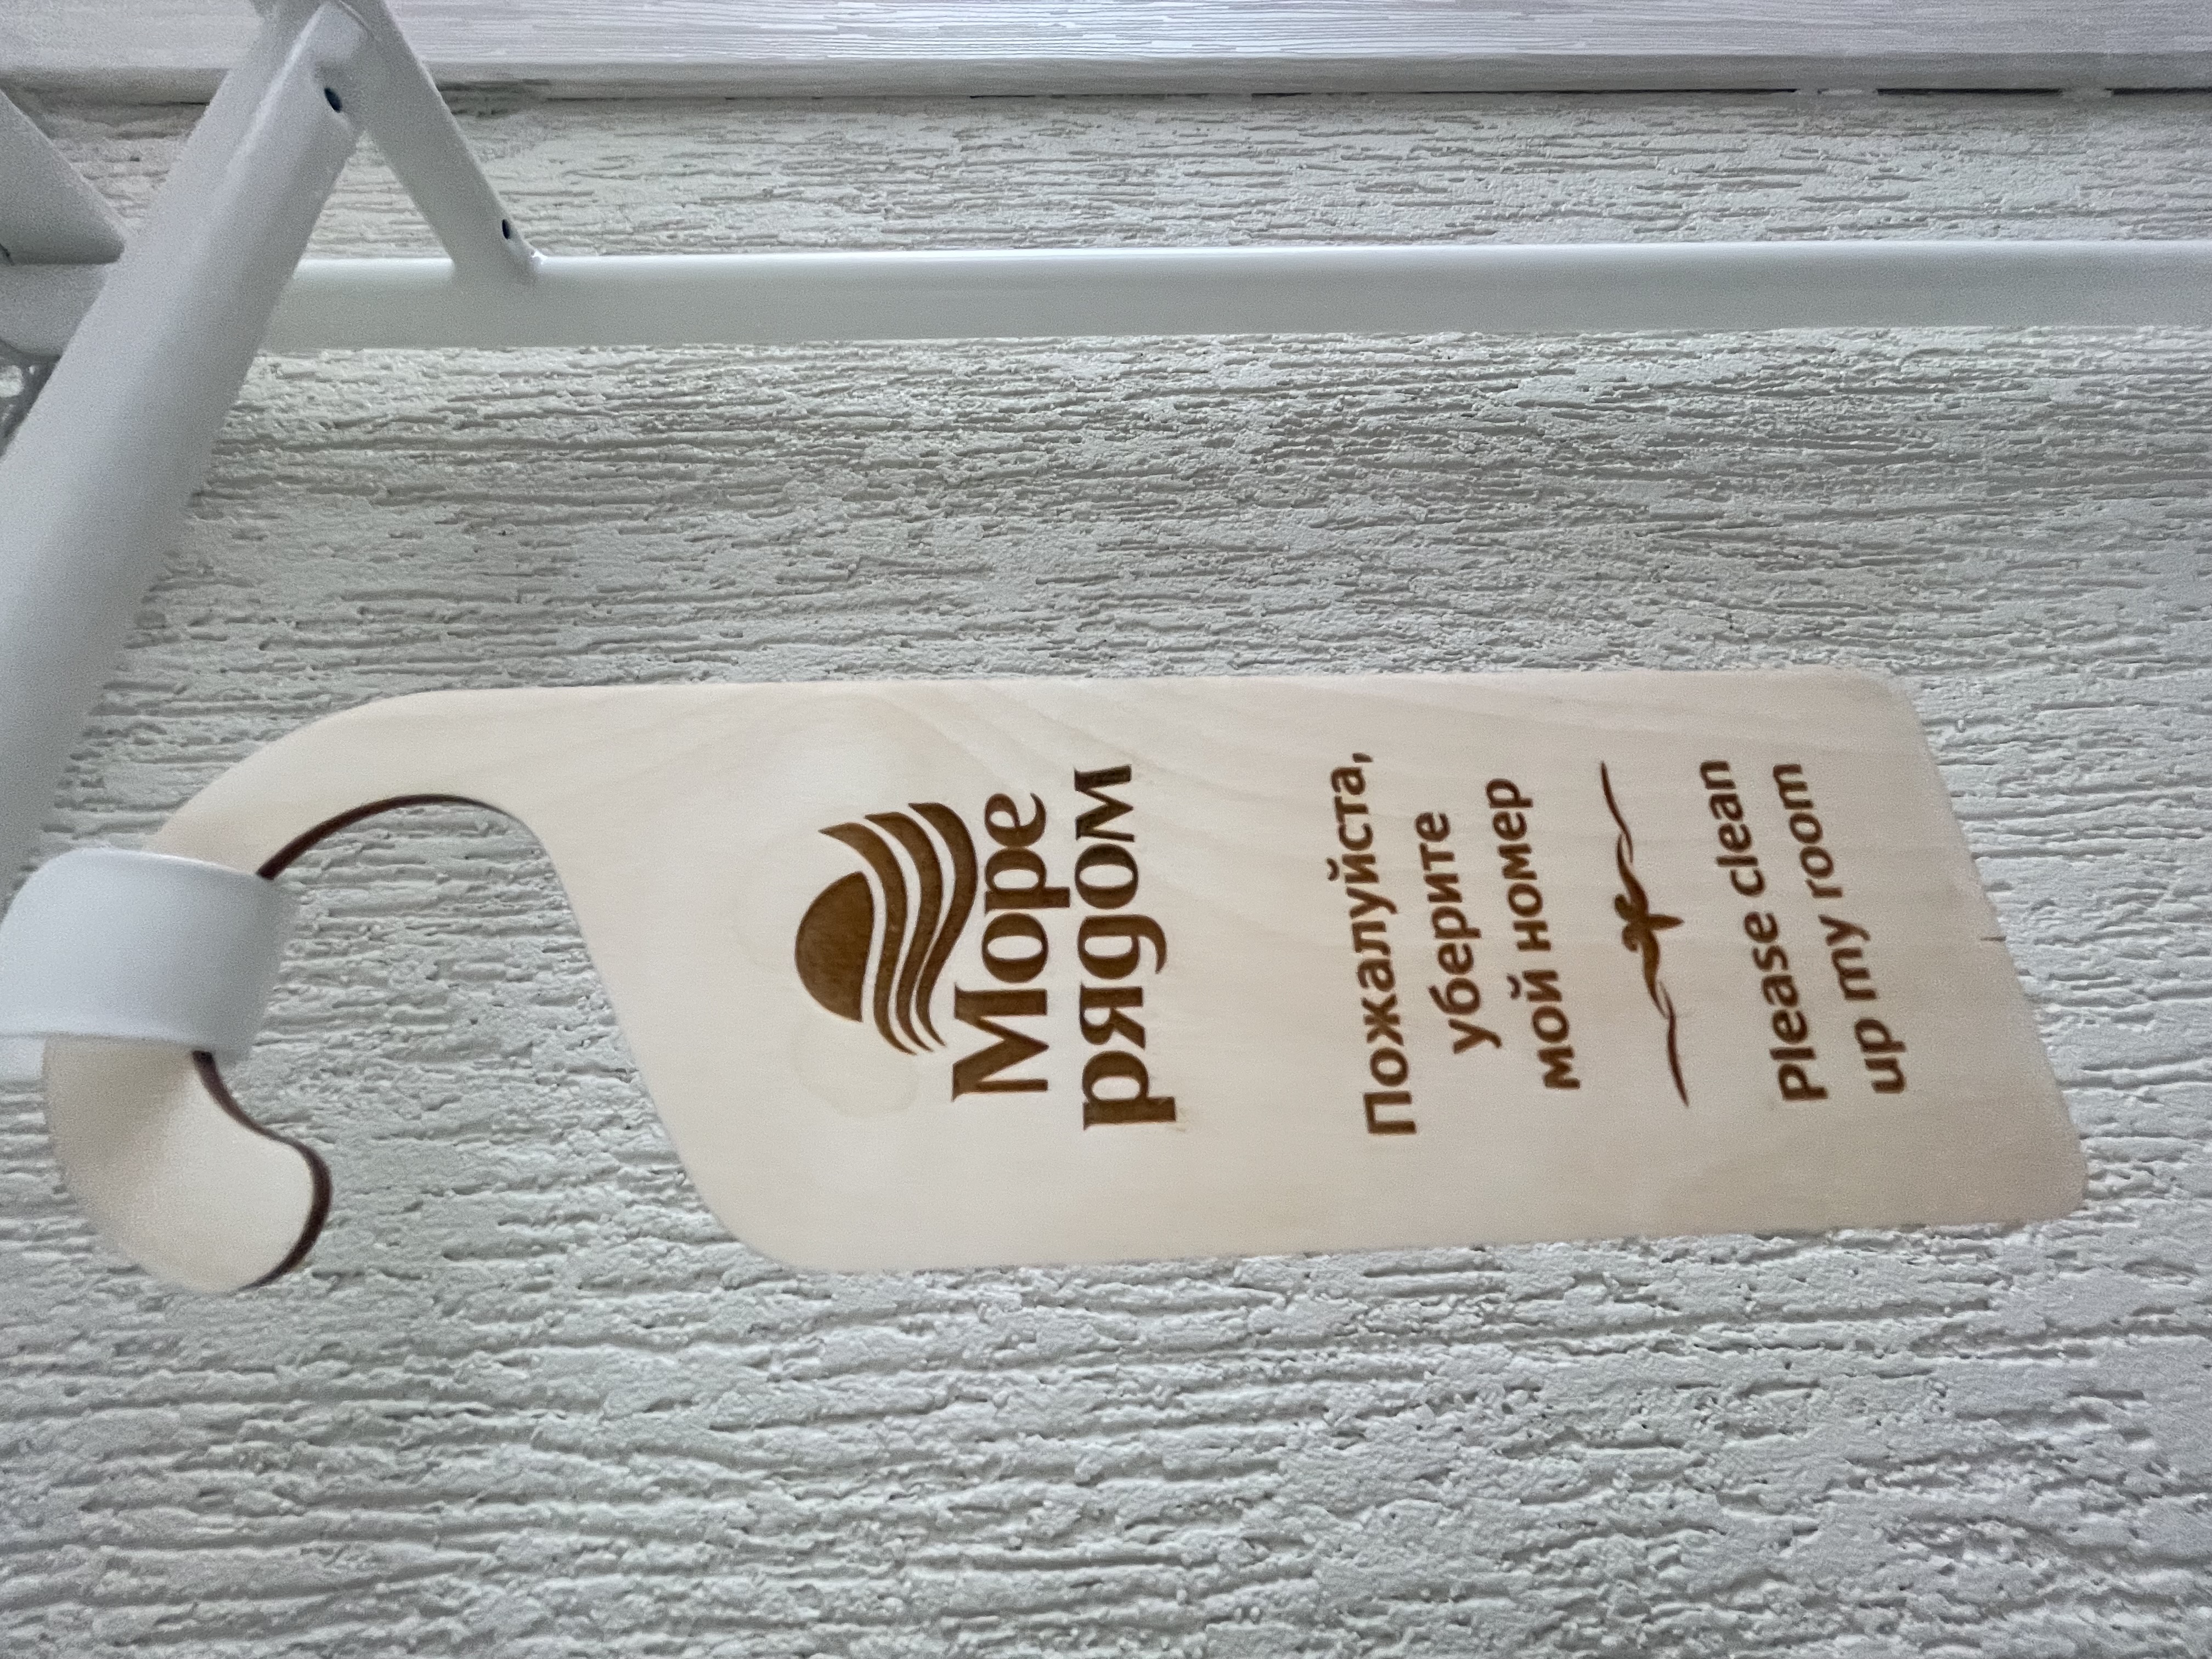 Море
рядом
Пожалуйста,
уберите
мой номер
Please clean
up my room